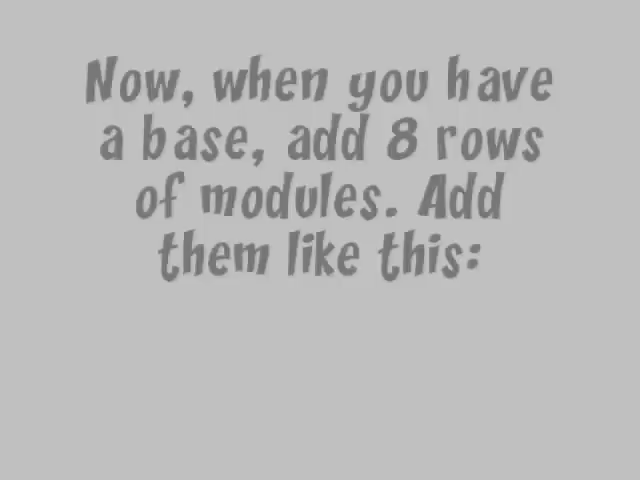 Now, when you have
a base, add 8 rows
of modules. Add
them like this: